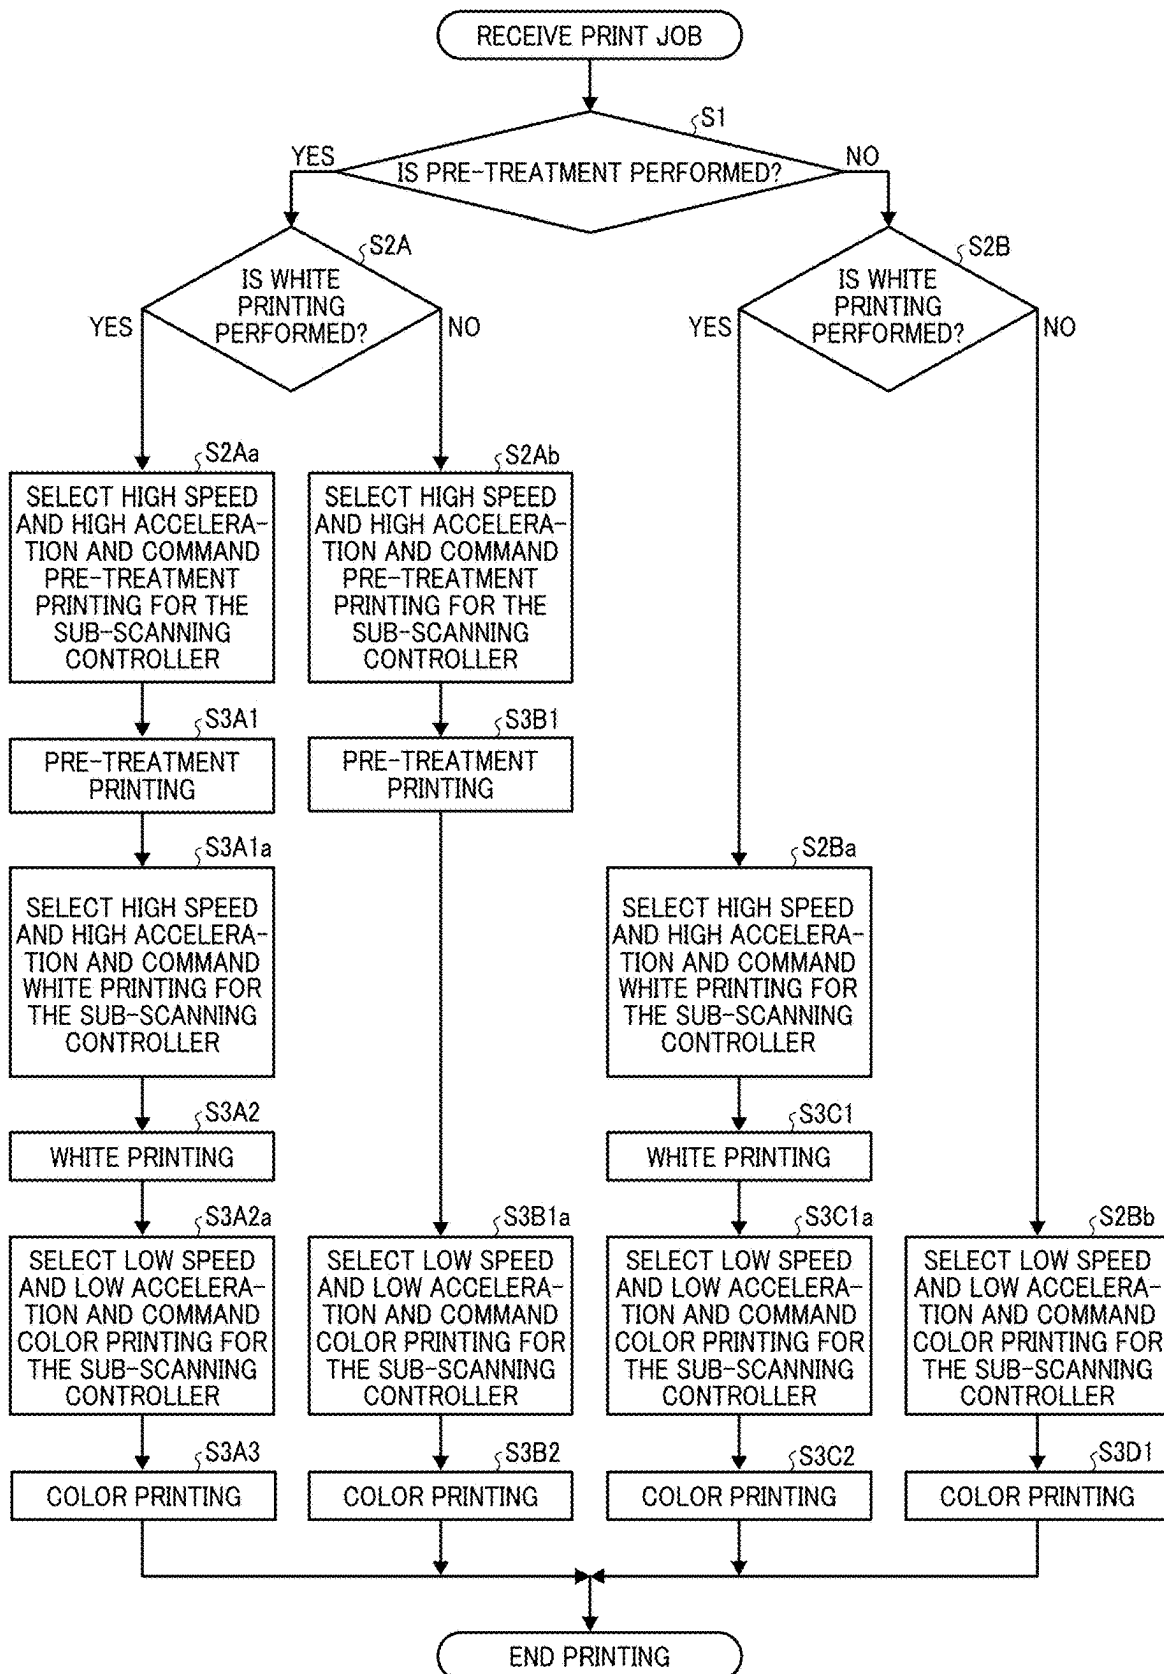 RECEIVE PRINT JOB
S1
YES
IS PRE-TREATMENT PERFORMED?
NO
S2A
IS WHITE
PRINTING
PERFORMED?
YES
NO
S2B
IS WHITE
PRINTING
PERFORMED?
YES
NO
S2Aa
SELECT HIGH SPEED
AND HIGH ACCELERA-
TION AND COMMAND
PRE-TREATMENT
PRINTING FOR THE
SUB-SCANNING
CONTROLLER
S2Ab
SELECT HIGH SPEED
AND HIGH ACCELERA-
TION AND COMMAND
PRE-TREATMENT
PRINTING FOR THE
SUB-SCANNING
CONTROLLER
S3A1
PRE-TREATMENT
PRINTING
S3B1
PRE-TREATMENT
PRINTING
S3A1a
SELECT HIGH SPEED
AND HIGH ACCELERA-
TION AND COMMAND
WHITE PRINTING FOR
THE SUB-SCANNING
CONTROLLER
S2Ba
SELECT HIGH SPEED
AND HIGH ACCELERA-
TION AND COMMAND
WHITE PRINTING FOR
THE SUB-SCANNING
CONTROLLER
S3A2
WHITE PRINTING
S3C1
WHITE PRINTING
S3A2a
SELECT LOW SPEED
AND LOW ACCELERA-
TION AND COMMAND
COLOR PRINTING FOR
THE SUB-SCANNING
CONTROLLER
S3B1a
SELECT LOW SPEED
AND LOW ACCELERA-
TION AND COMMAND
COLOR PRINTING FOR
THE SUB-SCANNING
CONTROLLER
S3C1a
SELECT LOW SPEED
AND LOW ACCELERA-
TION AND COMMAND
COLOR PRINTING FOR
THE SUB-SCANNING
CONTROLLER
S2Bb
SELECT LOW SPEED
AND LOW ACCELERA-
TION AND COMMAND
COLOR PRINTING FOR
THE SUB-SCANNING
CONTROLLER
S3A3
COLOR PRINTING
S3B2
COLOR PRINTING
S3C2
COLOR PRINTING
S3D1
COLOR PRINTING
END PRINTING